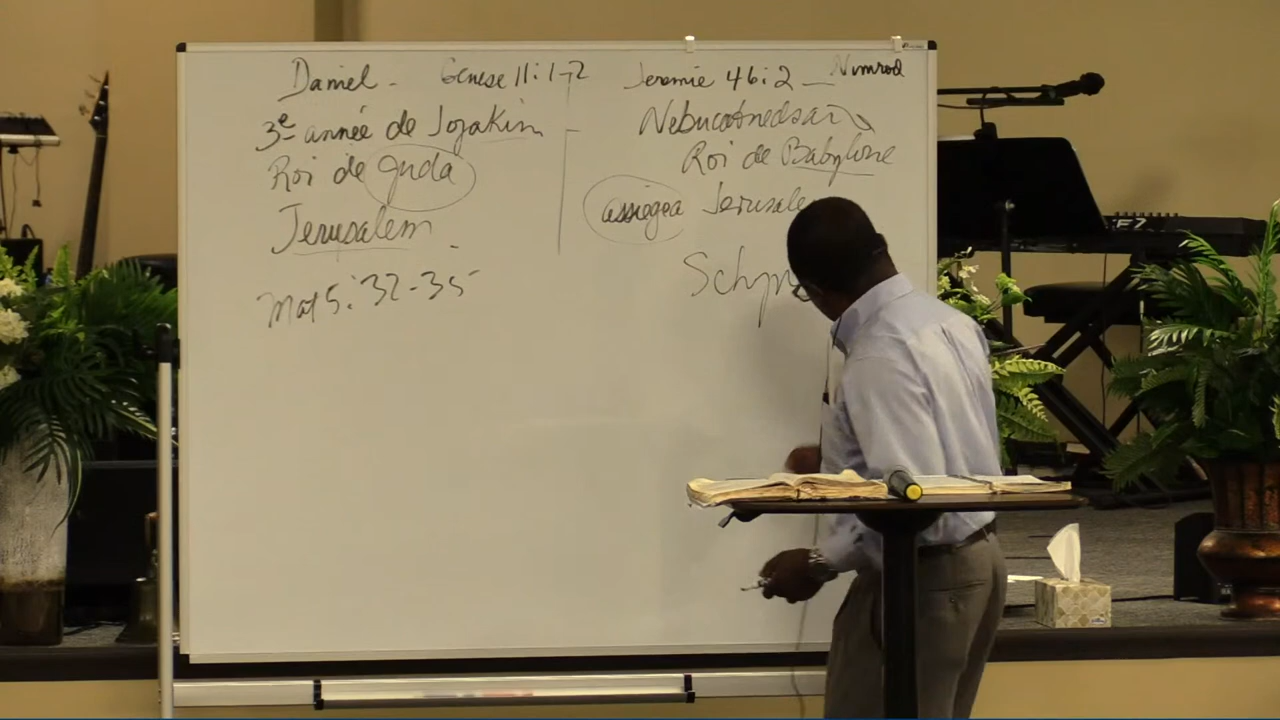 Daniel - Genese 11:1-2
3e année de Jojakim
Roi de Juda
Jerusalem
Mat 5:32-35
Jeremie 46:2 _ Nimrod
Nebucadnedsar
Roi de Babylone
assiegea Jerusale